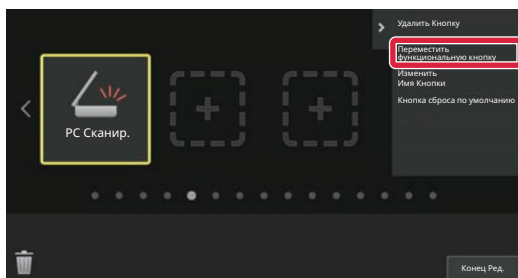 Удалить Кнопку
Переместить
функциональную кнопку
Изменить
Имя Кнопки
Кнопка сброса по умолчанию
PC Сканир.
Конец Ред.